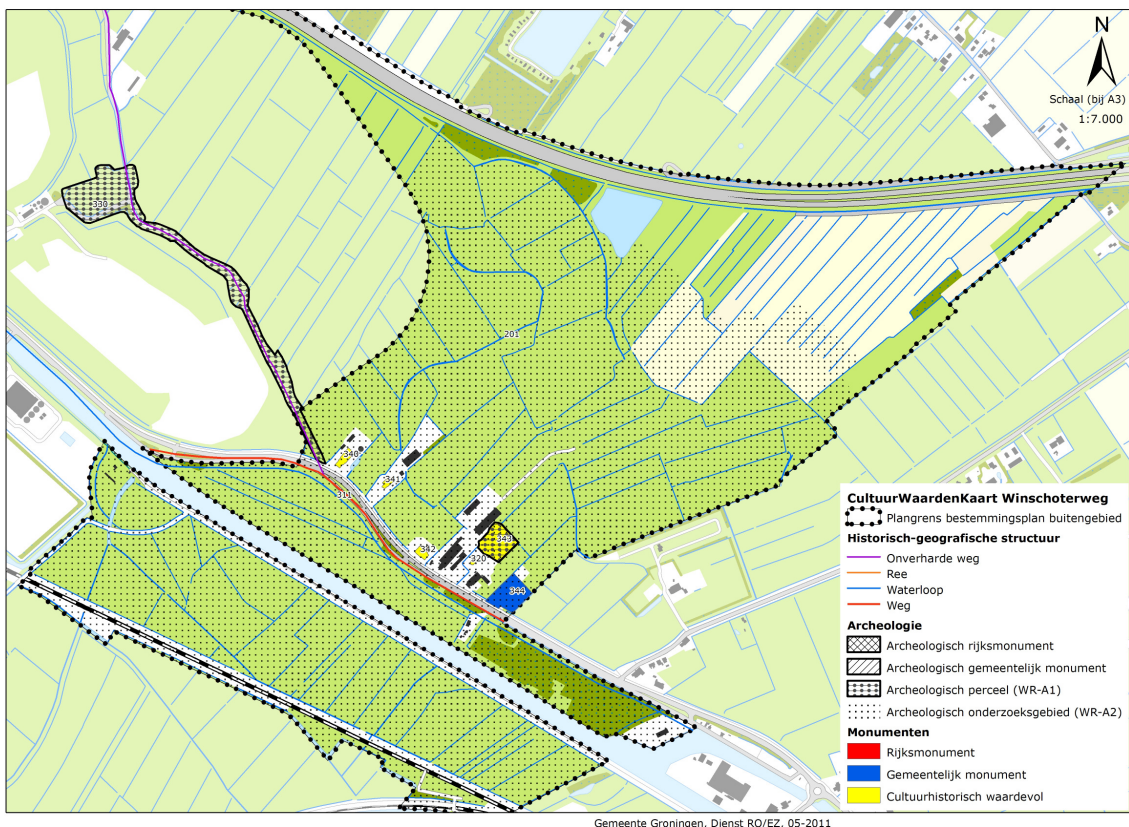 N
Schaal (bij A3)
1:7.000
330
201
340
341
311
342
343
320
344
CultuurWaardenKaart Winschoterweg
Plangrens bestemmingsplan buitengebied
Historisch-geografische structuur
Onverharde weg
Ree
Waterloop
Weg
Archeologie
Archeologisch rijksmonument
Archeologisch gemeentelijk monument
Archeologisch perceel (WR-A1)
Archeologisch onderzoeksgebied (WR-A2)
Monumenten
Rijksmonument
Gemeentelijk monument
Cultuurhistorisch waardevol
Gemeente Groningen, Dienst RO/EZ, 05-2011